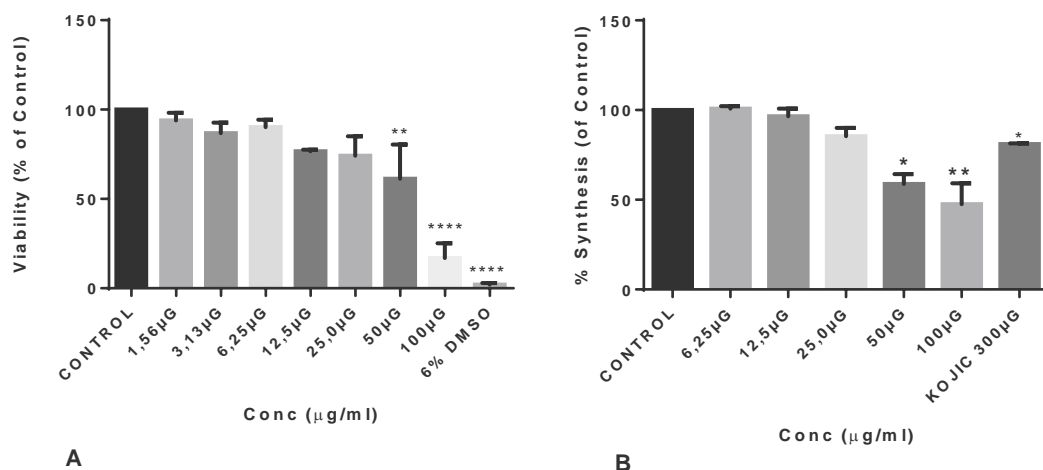 Viability (% of Control)
150
100
50
0
**
****
****
CONTROL
1,56µG
3,13µG
6,25µG
12,5µG
25,0µG
50µG
100µG
6% DMSO
Conc (µg/ml)
A
% Synthesis (of Control)
150
100
50
0
*
**
*
CONTROL
6,25µG
12,5µG
25,0µG
50µG
100µG
KOJIC 300µG
Conc (µg/ml)
B